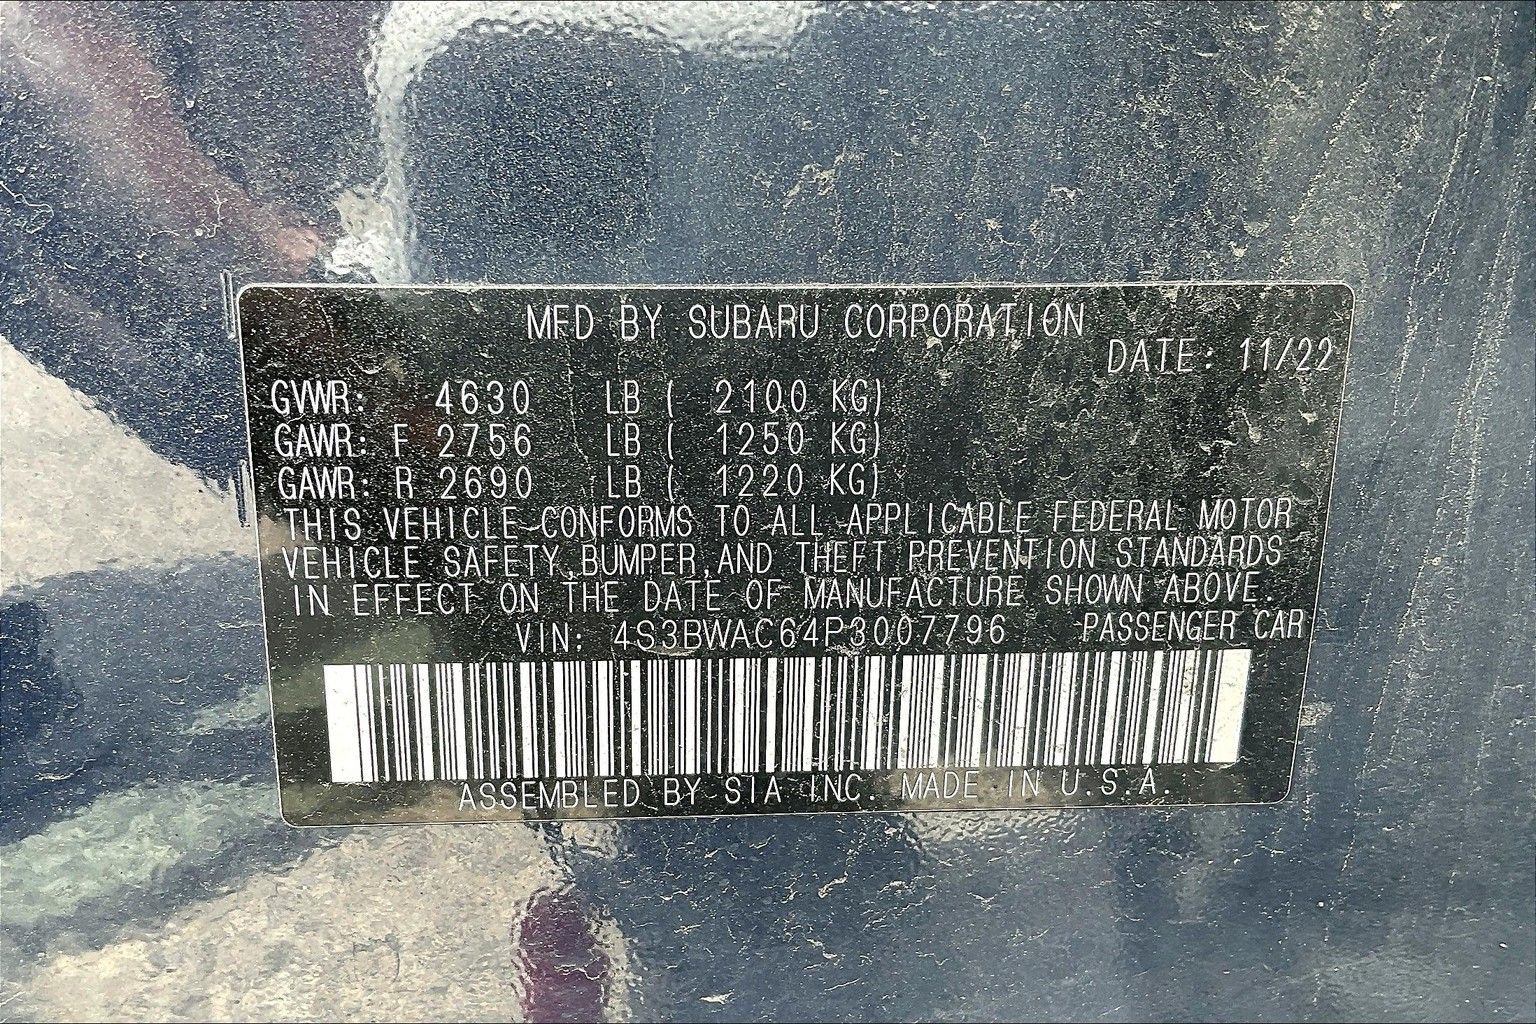 MFD BY SUBARU CORPORATION
DATE: 11/22
GVWR: 4630 LB ( 2100 KG)
GAWR: F 2756 LB ( 1250 KG)
GAWR: R 2690 LB ( 1220 KG)
THIS VEHICLE CONFORMS TO ALL APPLICABLE FEDERAL MOTOR
VEHICLE SAFETY,BUMPER,AND THEFT PREVENTION STANDARDS
IN EFFECT ON THE DATE OF MANUFACTURE SHOWN ABOVE.
VIN: 4S3BWAC64P3007796 PASSENGER CAR
ASSEMBLED BY SIA INC. MADE IN U.S.A.